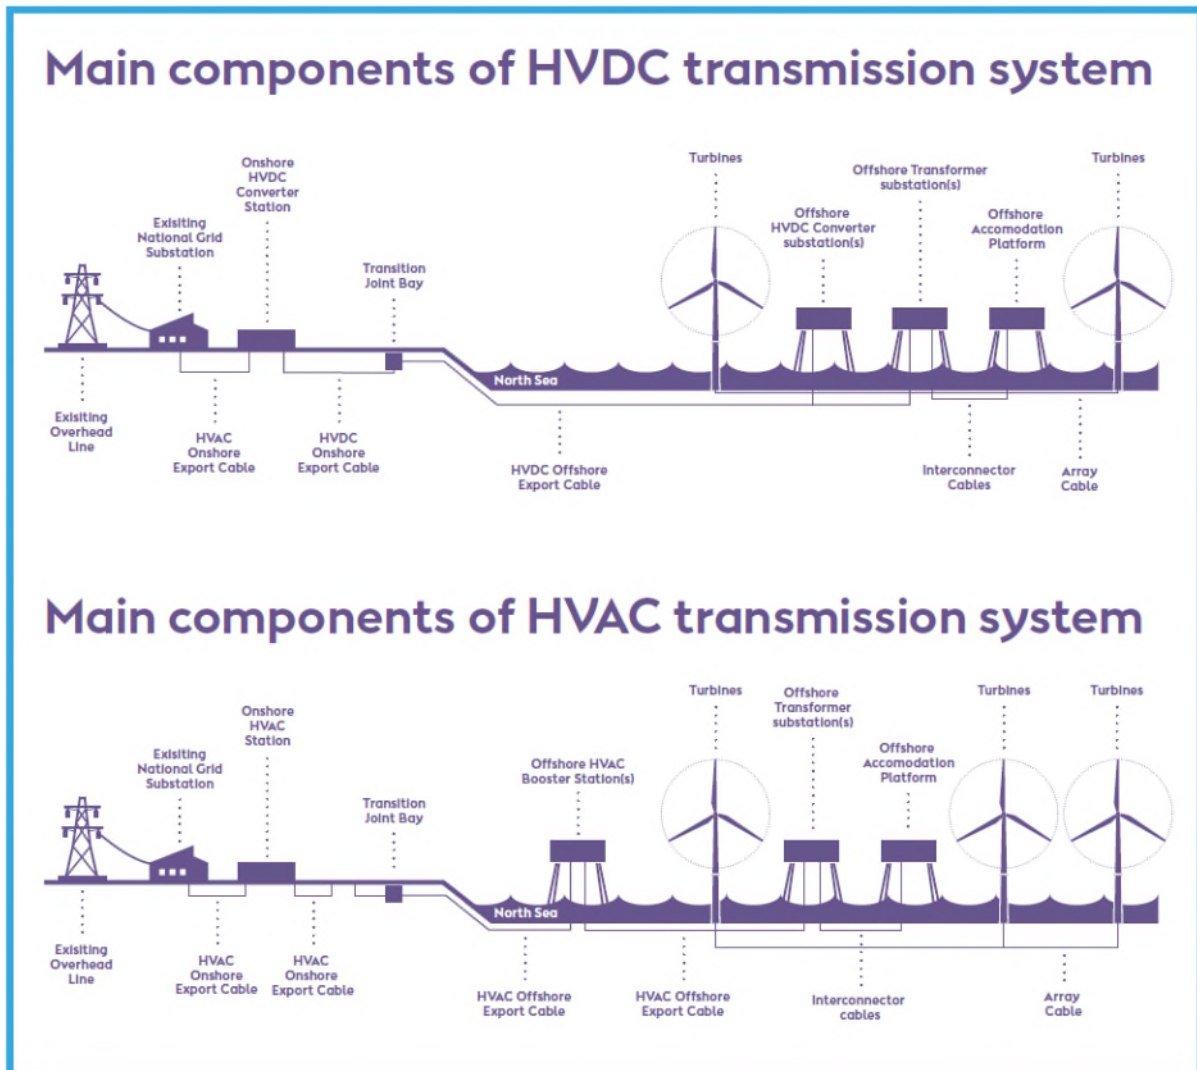 Main components of HVDC transmission system
Turbines
Offshore Transformer
substation(s)
Turbines
Onshore
HVDC
Converter
Station
Offshore
HVDC Converter
substation(s)
Offshore
Accomodation
Platform
Exisiting
National Grid
Substation
Transition
Joint Bay
North Sea
Exisiting
Overhead
Line
HVAC
Onshore
Export Cable
HVDC
Onshore
Export Cable
HVDC Offshore
Export Cable
Interconnector
Cables
Array
Cable
Main components of HVAC transmission system
Turbines
Offshore
Transformer
substation(s)
Turbines
Turbines
Onshore
HVAC
Station
Exisiting
National Grid
Substation
Offshore HVAC
Booster Station(s)
Offshore
Accomodation
Platform
Transition
Joint Bay
North Sea
Exisiting
Overhead
Line
HVAC
Onshore
Export Cable
HVAC
Onshore
Export Cable
HVAC Offshore
Export Cable
HVAC Offshore
Export Cable
Interconnector
cables
Array
Cable